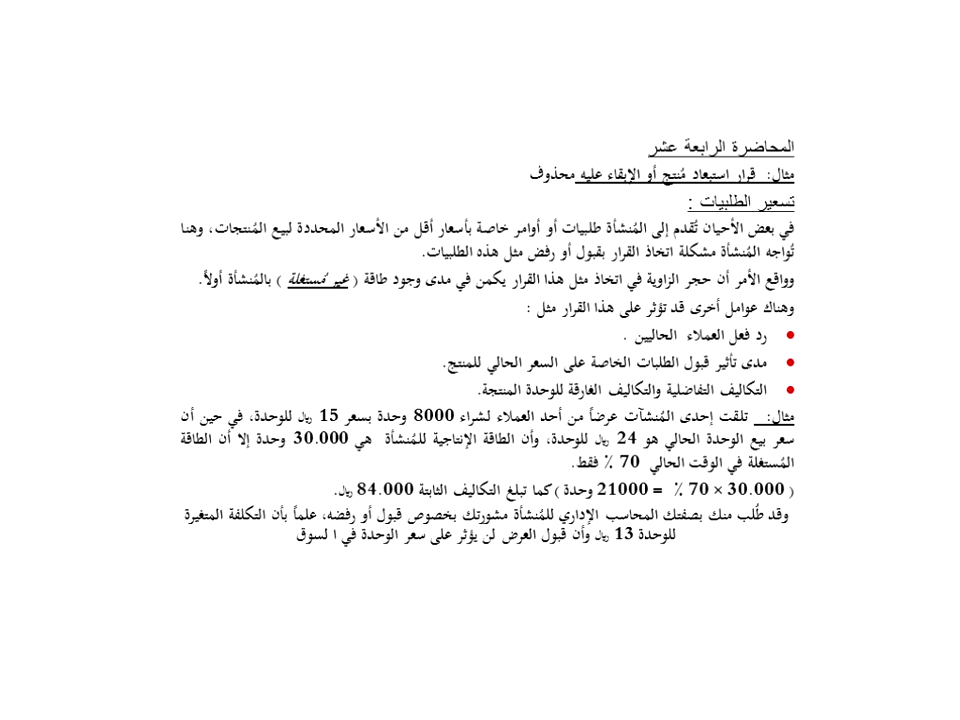 المحاضرة الرابعة عشر
مثال: قرار استبعاد مُنتج أو الإبقاء عليه محذوف
تسعير الطلبيات :
في بعض الأحيان تُقدم إلى المُنشأة طلبيات أو أوامر خاصة بأسعار أقل من الأسعار المحددة لبيع المُنتجات، وهنا
تُواجه المُنشأة مشكلة اتخاذ القرار بقبول أو رفض مثل هذه الطلبيات.
وواقع الأمر أن حجر الزاوية في اتخاذ مثل هذا القرار يكمن في مدى وجود طاقة ( غير مُستغلة ) بالمُنشأة أولاً.
وهناك عوامل أخرى قد تؤثر على هذا القرار مثل :
• رد فعل العملاء الحاليين .
• مدى تأثير قبول الطلبات الخاصة على السعر الحالي للمنتج.
• التكاليف التفاضلية والتكاليف الغارقة للوحدة المنتجة.
مثال: تلقت إحدى المُنشآت عرضاً من أحد العملاء لشراء 8000 وحدة بسعر 15 ريال للوحدة، في حين أن
سعر بيع الوحدة الحالي هو 24 ريال للوحدة، وأن الطاقة الإنتاجية للمُنشأة هي 30.000 وحدة إلا أن الطاقة
المُستغلة في الوقت الحالي 70 ٪ فقط.
( 30.000 × 70 ٪ = 21000 وحدة ) كما تبلغ التكاليف الثابتة 84.000 ريال.
وقد طُلب منك بصفتك المحاسب الإداري للمُنشأة مشورتك بخصوص قبول أو رفضه، علماً بأن التكلفة المتغيرة
للوحدة 13 ريال وأن قبول العرض لن يؤثر على سعر الوحدة في ا لسوق